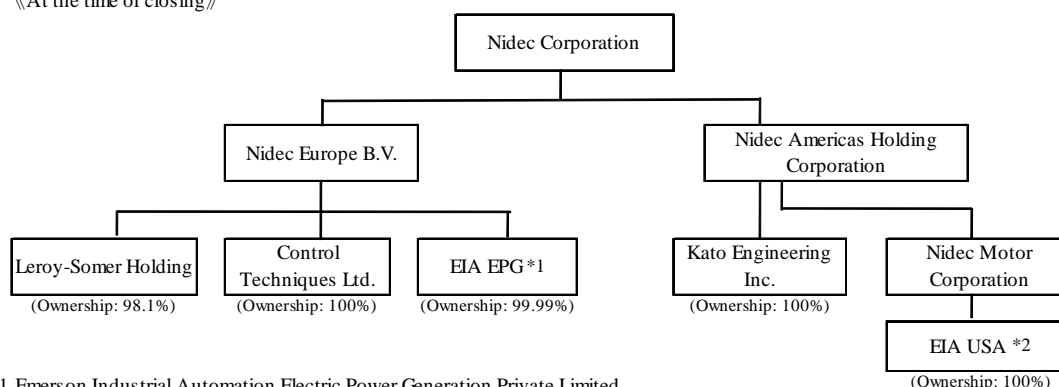 《At the time of closing》
Nidec Corporation
Nidec Europe B.V.
Nidec Americas Holding
Corporation
Leroy-Somer Holding
(Ownership: 98.1%)
Control
Techniques Ltd.
(Ownership: 100%)
EIA EPG*1
(Ownership: 99.99%)
Kato Engineering
Inc.
(Ownership: 100%)
Nidec Motor
Corporation
EIA USA *2
(Ownership: 100%)
1 Emerson Industrial Automation Electric Power Generation Private Limited